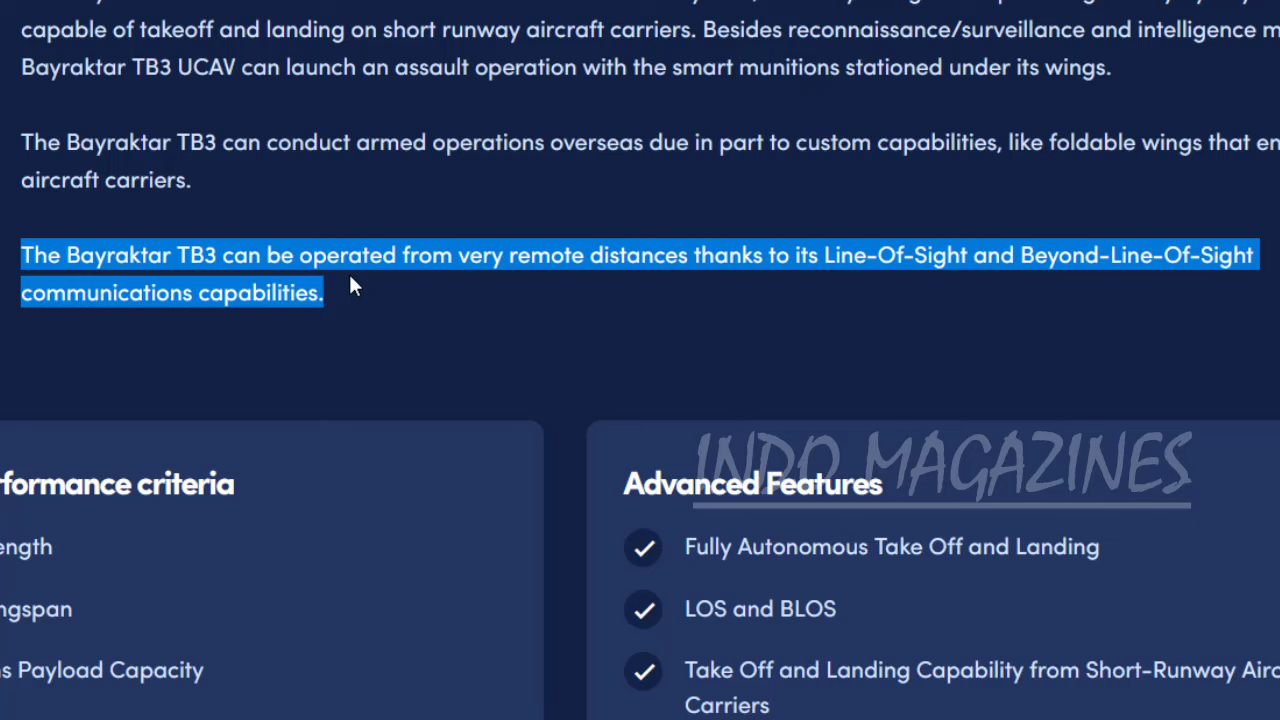 capable of takeoff and landing on short runway aircraft carriers. Besides reconnaissance/surveillance and intelligence m
Bayraktar TB3 UCAV can launch an assault operation with the smart munitions stationed under its wings.
The Bayraktar TB3 can conduct armed operations overseas due in part to custom capabilities, like foldable wings that en
aircraft carriers.
The Bayraktar TB3 can be operated from very remote distances thanks to its Line-Of-Sight and Beyond-Line-Of-Sight
communications capabilities.
INDO MAGAZINES
formance criteria
ength
ngspan
s Payload Capacity
Advanced Features
Fully Autonomous Take Off and Landing
LOS and BLOS
Take Off and Landing Capability from Short-Runway Airc
Carriers